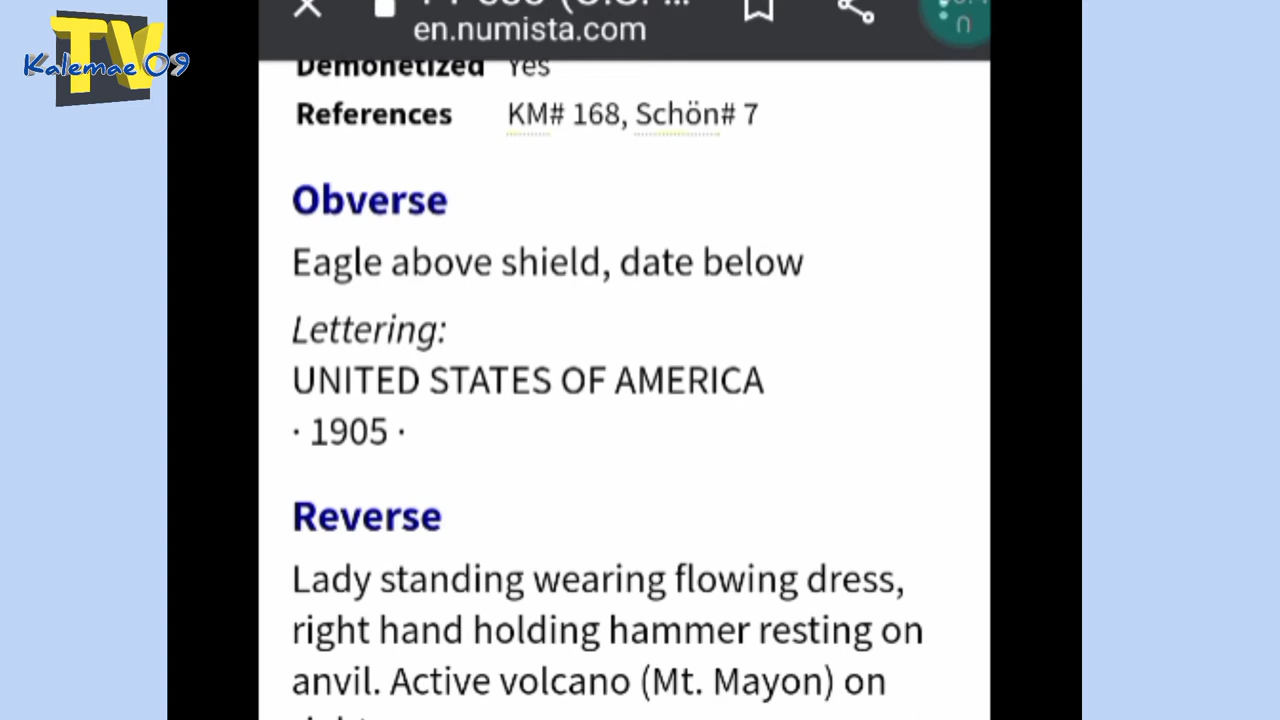 TV
Kalemae 09
en.numista.com
Demonetized Yes
References KM# 168, Schön# 7
Obverse
Eagle above shield, date below
Lettering:
UNITED STATES OF AMERICA
· 1905 ·
Reverse
Lady standing wearing flowing dress,
right hand holding hammer resting on
anvil. Active volcano (Mt. Mayon) on